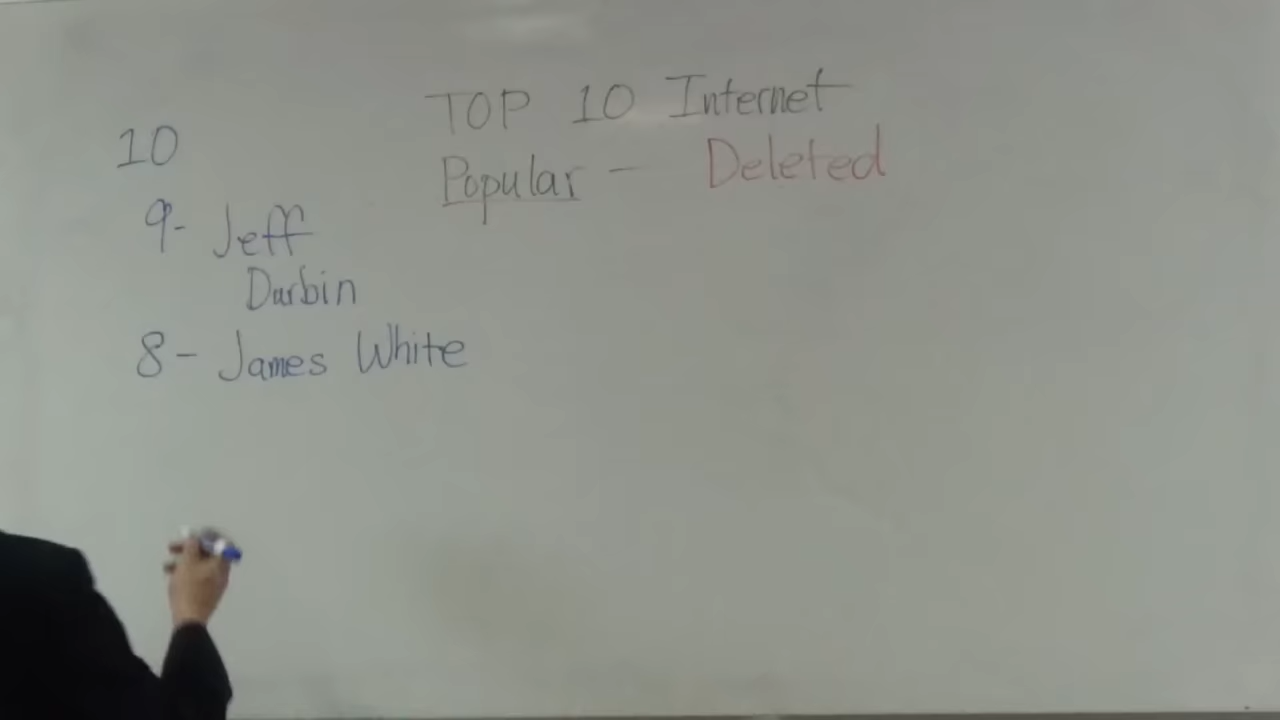 TOP 10 Internet
Popular - Deleted
10
9- Jeff
Durbin
8- James White